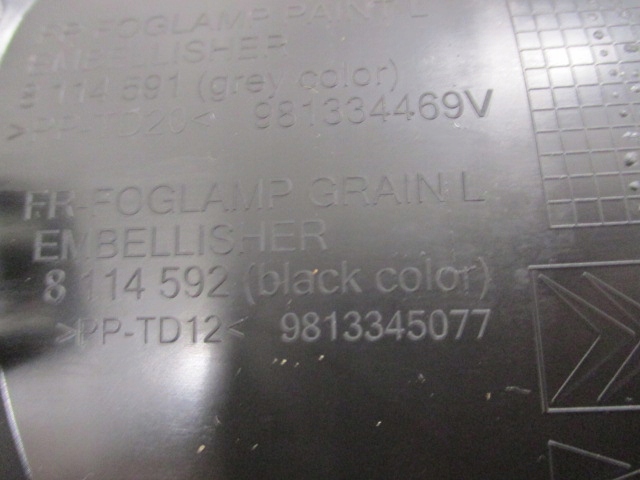 FR-FOGLAMP PAINT L
EMBELLISHER
8 114 591 (grey color)
>PP-TD20< 981334469V
FR-FOGLAMP GRAIN L
EMBELLISHER
8 114 592 (black color)
>PP-TD12< 9813345077